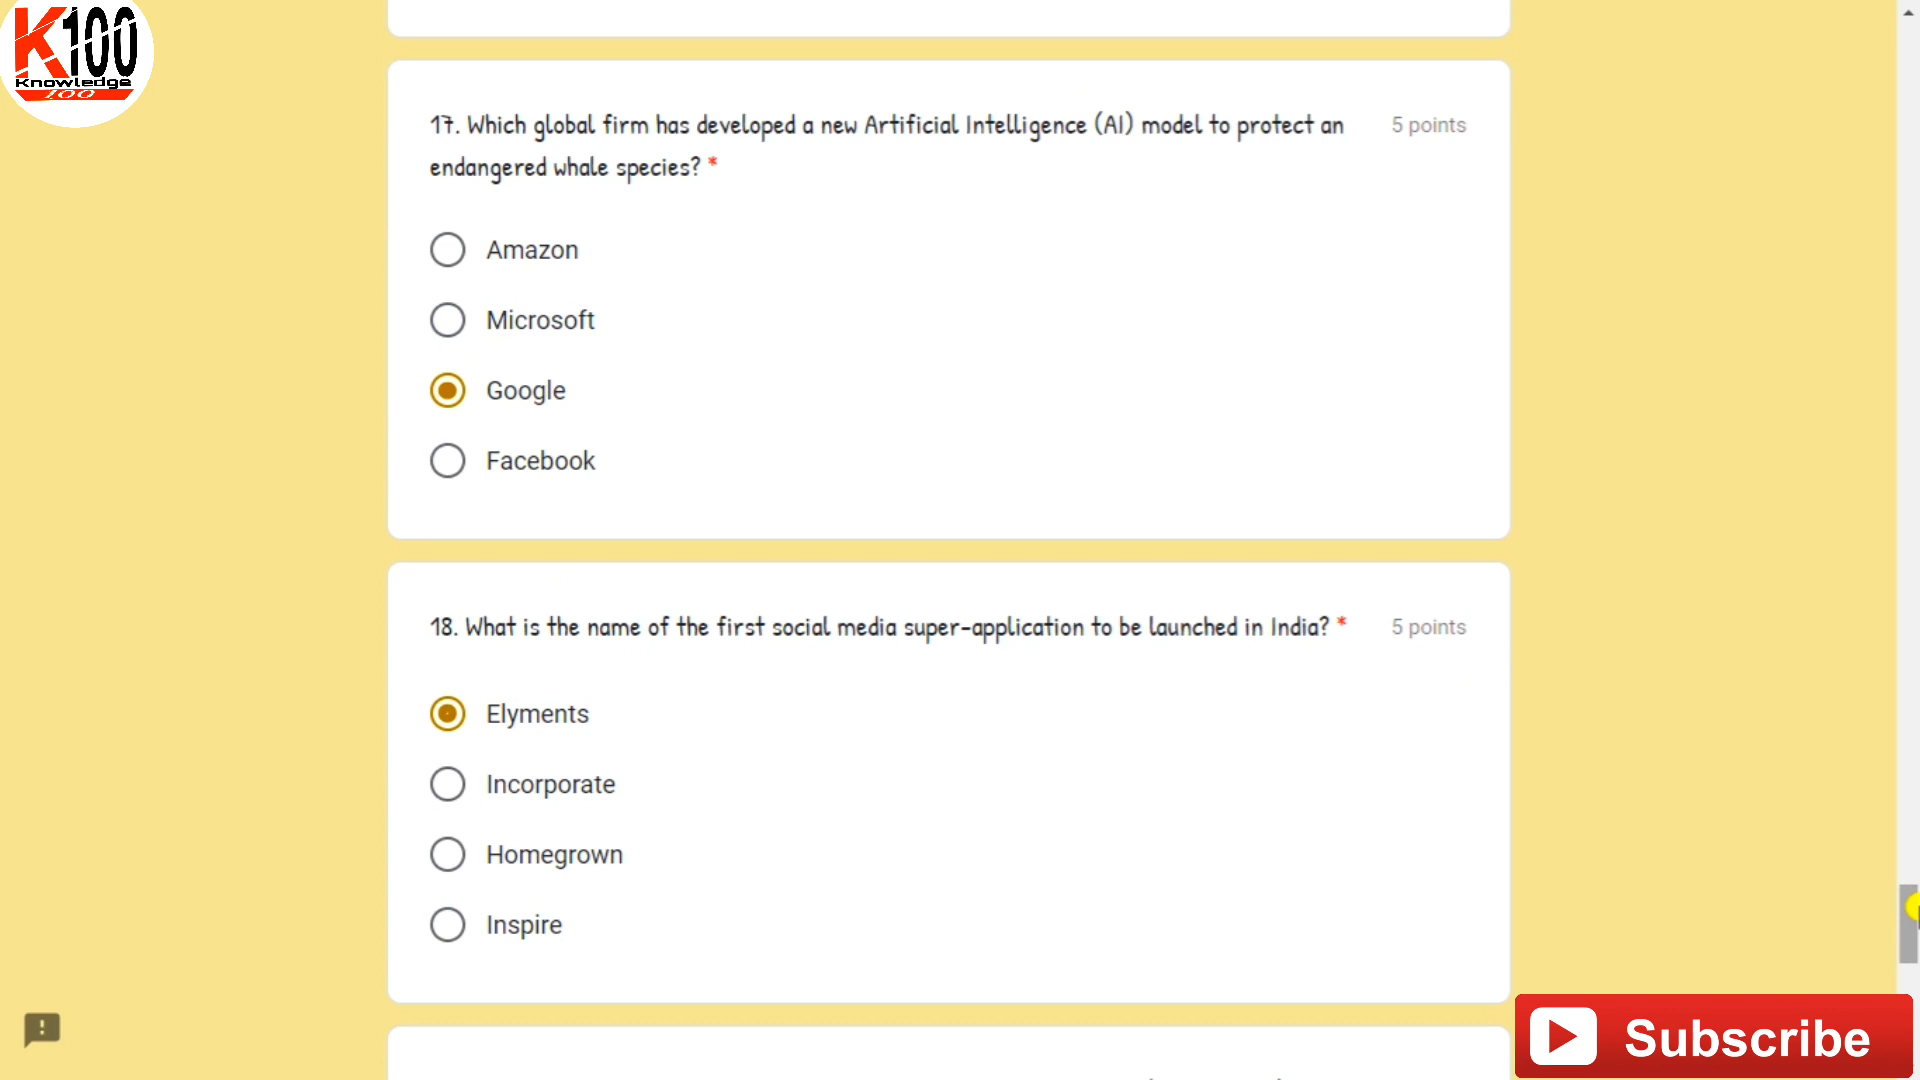 K100
Knowledge
100
17. Which global firm has developed a new Artificial Intelligence (AI) model to protect an
endangered whale species? *
5 points
Amazon
Microsoft
Google
Facebook
18. What is the name of the first social media super-application to be launched in India? *
5 points
Elyments
Incorporate
Homegrown
Inspire
Subscribe